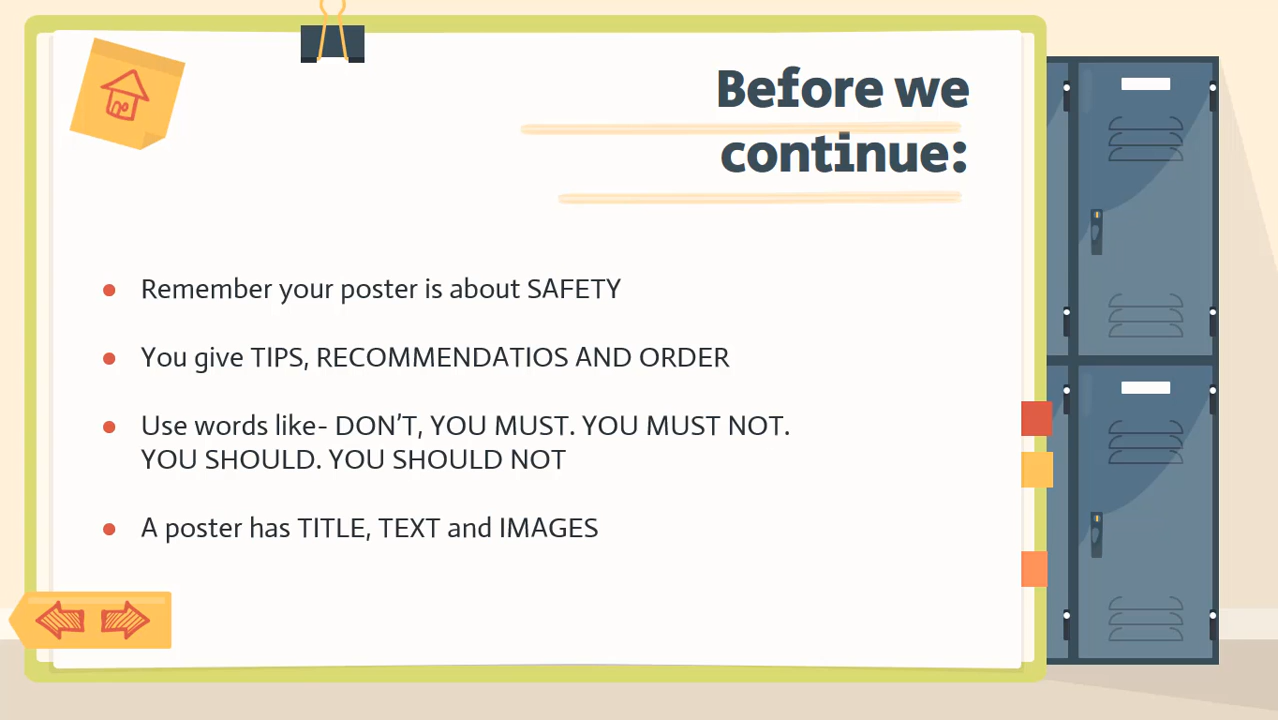 Before we
continue:
Remember your poster is about SAFETY
You give TIPS, RECOMMENDATIOS AND ORDER
Use words like- DON’T, YOU MUST. YOU MUST NOT.
YOU SHOULD. YOU SHOULD NOT
A poster has TITLE, TEXT and IMAGES